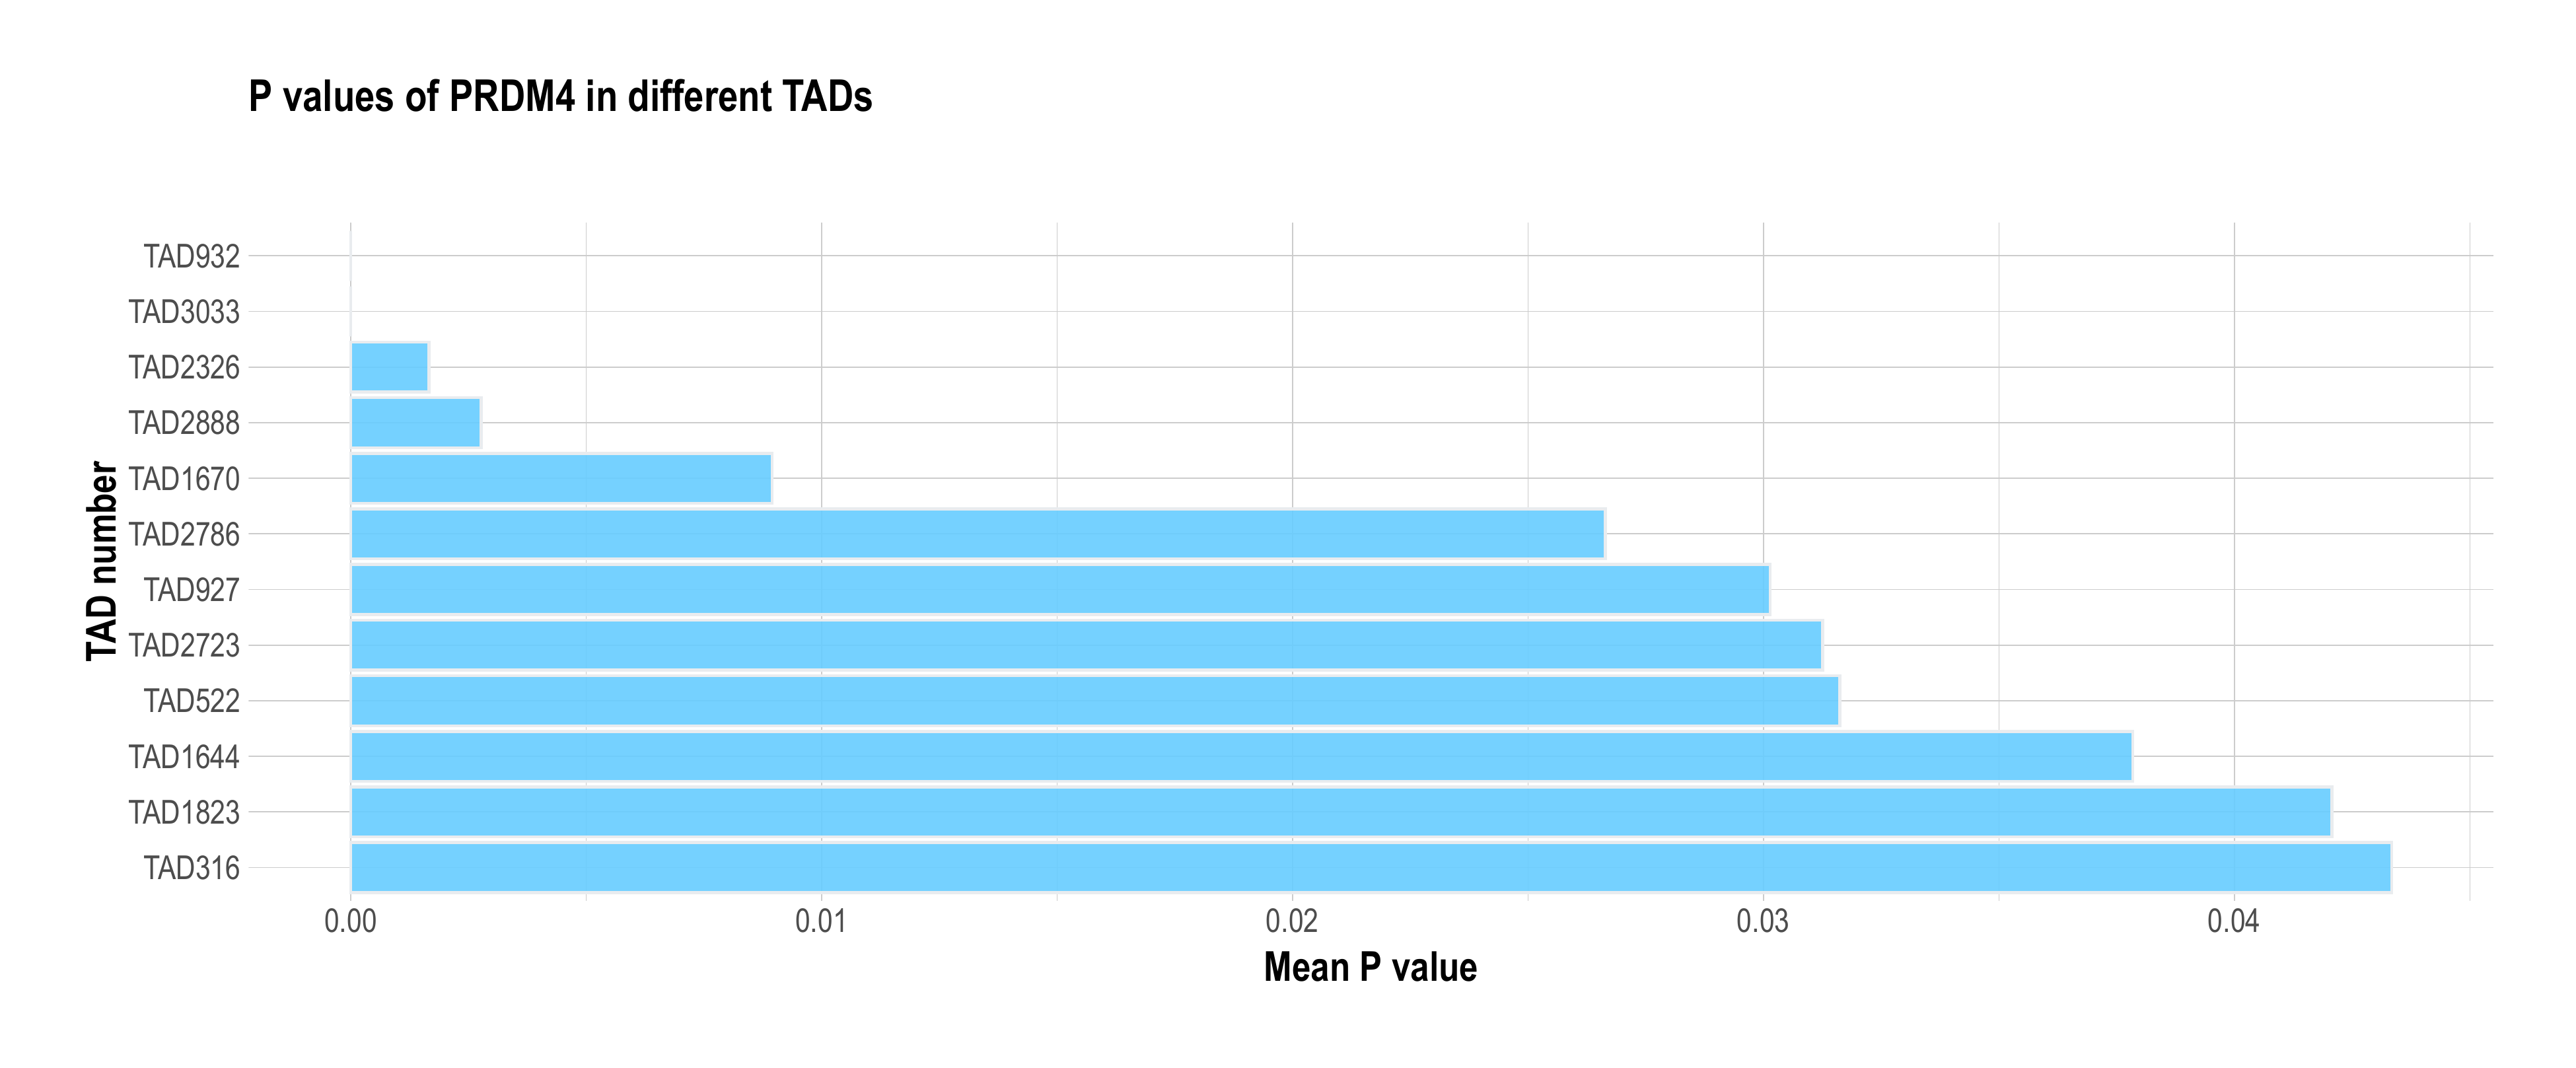 P values of PRDM4 in different TADs
TAD number
TAD932
TAD3033
TAD2326
TAD2888
TAD1670
TAD2786
TAD927
TAD2723
TAD522
TAD1644
TAD1823
TAD316
0.00 0.01 0.02 0.03 0.04
Mean P value